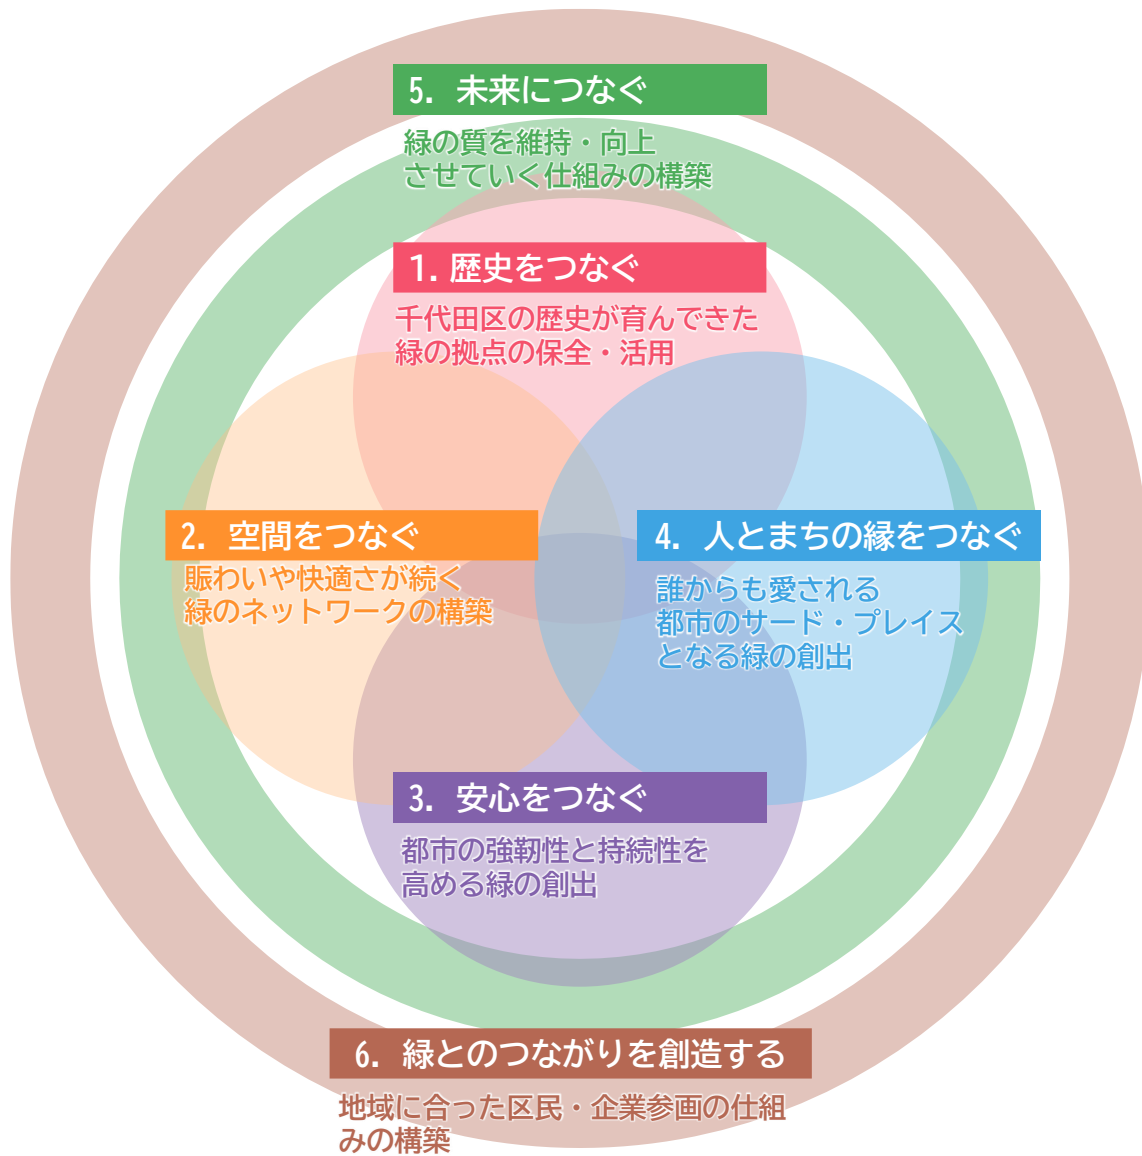 5. 未来につなぐ
緑の質を維持・向上
させていく仕組みの構築
1. 歴史をつなぐ
千代田区の歴史が育んできた
緑の拠点の保全・活用
2. 空間をつなぐ
賑わいや快適さが続く
緑のネットワークの構築
4. 人とまちの縁をつなぐ
誰からも愛される
都市のサード・プレイス
となる緑の創出
3. 安心をつなぐ
都市の強靭性と持続性を
高める緑の創出
6. 緑とのつながりを創造する
地域に合った区民・企業参画の仕組
みの構築